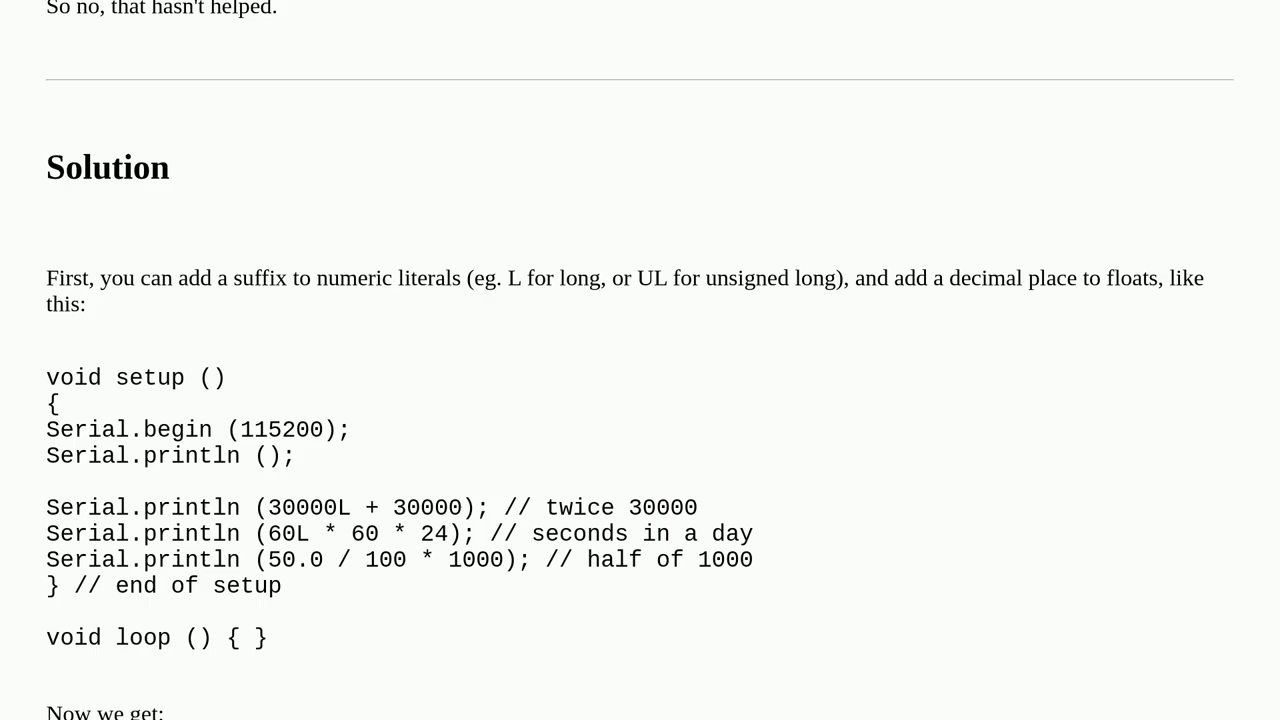 So no, that hasn't helped.
Solution
First, you can add a suffix to numeric literals (eg. L for long, or UL for unsigned long), and add a decimal place to floats, like
this:
void setup ()
{
Serial.begin (115200);
Serial.println ();
Serial.println (30000L + 30000); // twice 30000
Serial.println (60L * 60 * 24); // seconds in a day
Serial.println (50.0 / 100 * 1000); // half of 1000
} // end of setup
void loop () { }
Now we get: